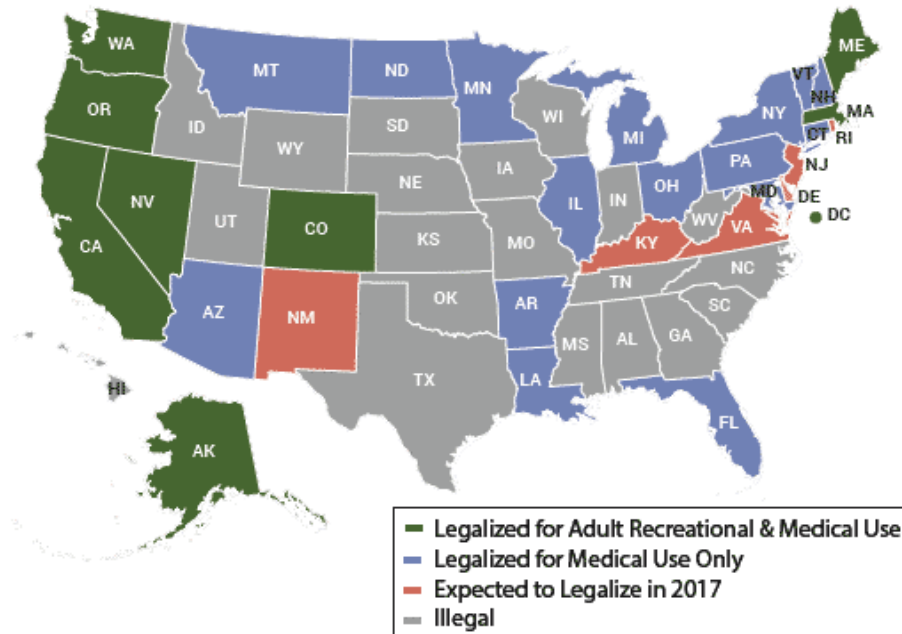 WA
MT
ND
MN
ME
VT
NH
OR
ID
WY
SD
WI
MI
NY
MA
CT
RI
NV
UT
CO
NE
IA
IL
IN
OH
PA
NJ
MD
DE
DC
CA
KS
MO
KY
WV
VA
AZ
NM
OK
AR
TN
NC
SC
TX
LA
MS
AL
GA
FL
HI
AK
Legalized for Adult Recreational & Medical Use
Legalized for Medical Use Only
Expected to Legalize in 2017
Illegal